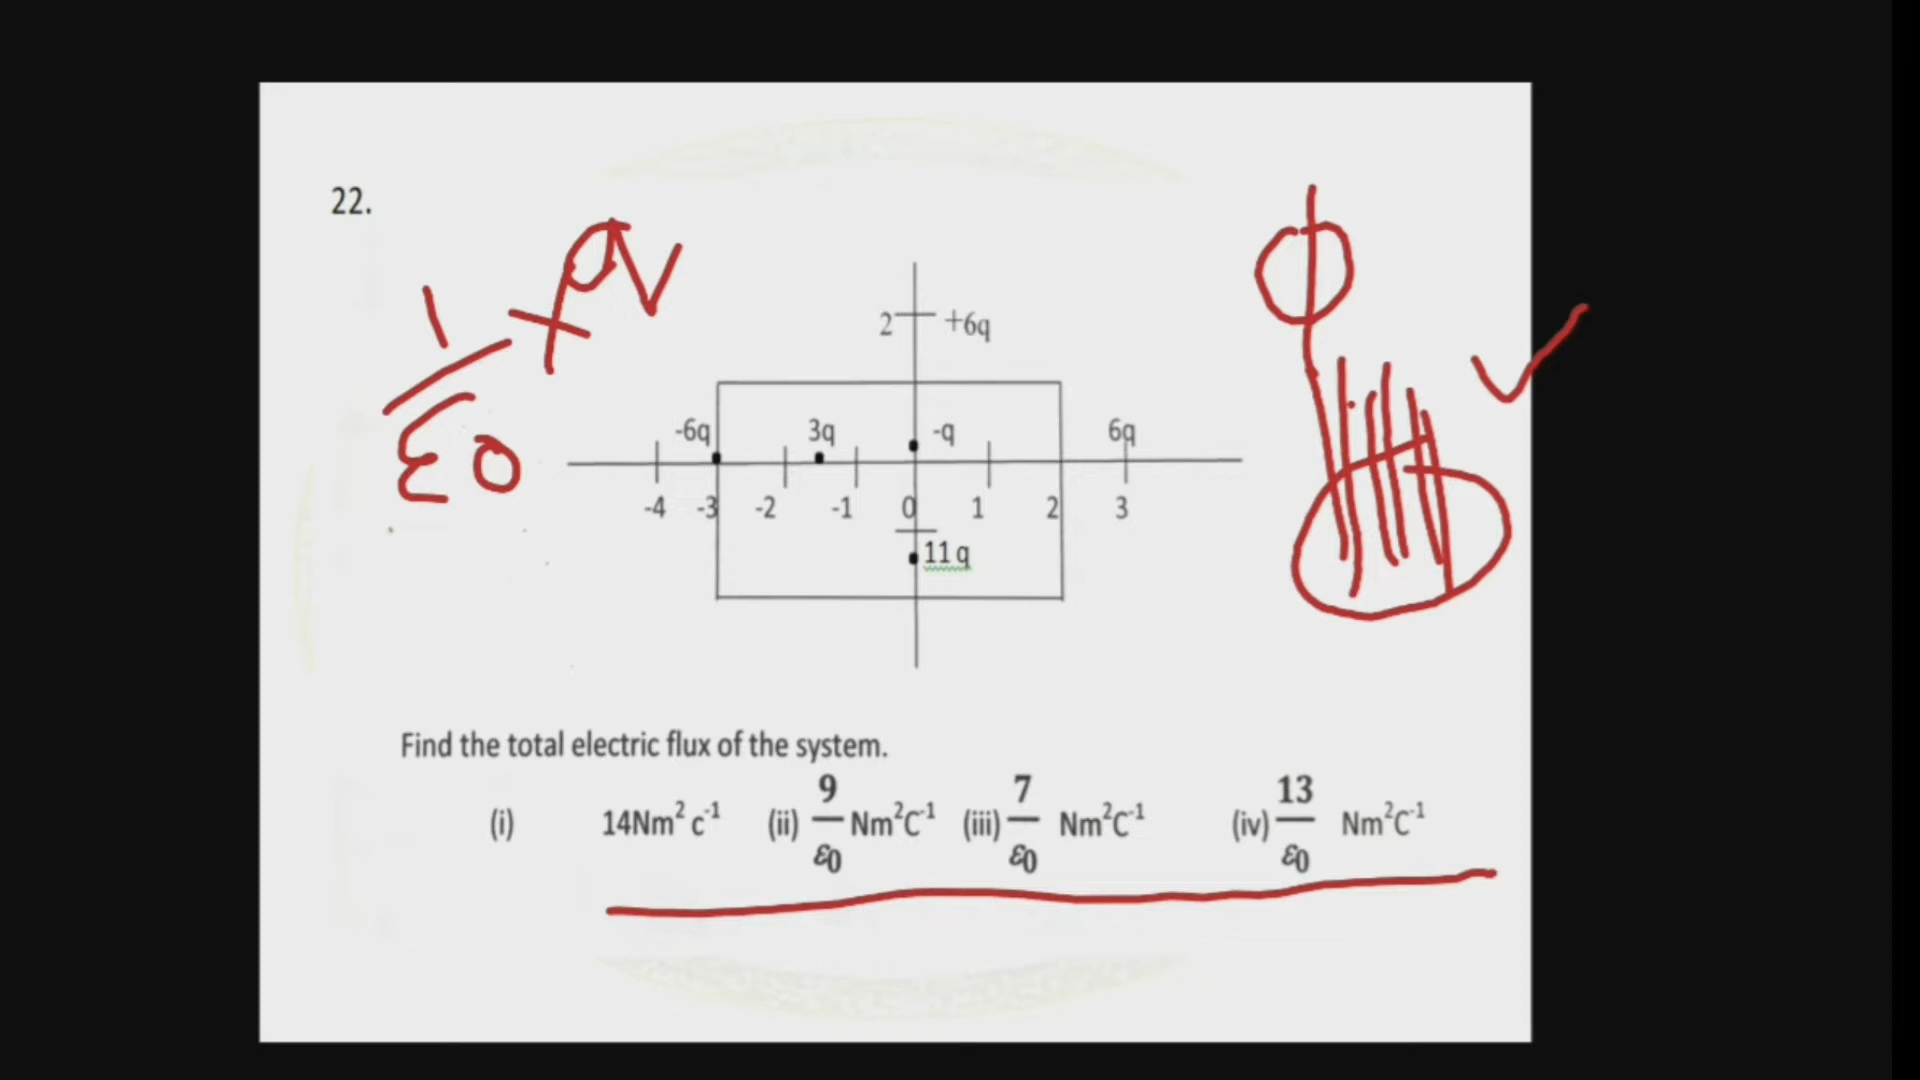 22.
1/ε0 × q
ϕ
2 +6q
-6q 3q -q 6q
-4 -3 -2 -1 0 1 2 3
11 q
Find the total electric flux of the system.
(i) 14Nm² c⁻¹ (ii) 9/ε0 Nm²C⁻¹ (iii) 7/ε0 Nm²C⁻¹ (iv) 13/ε0 Nm²C⁻¹